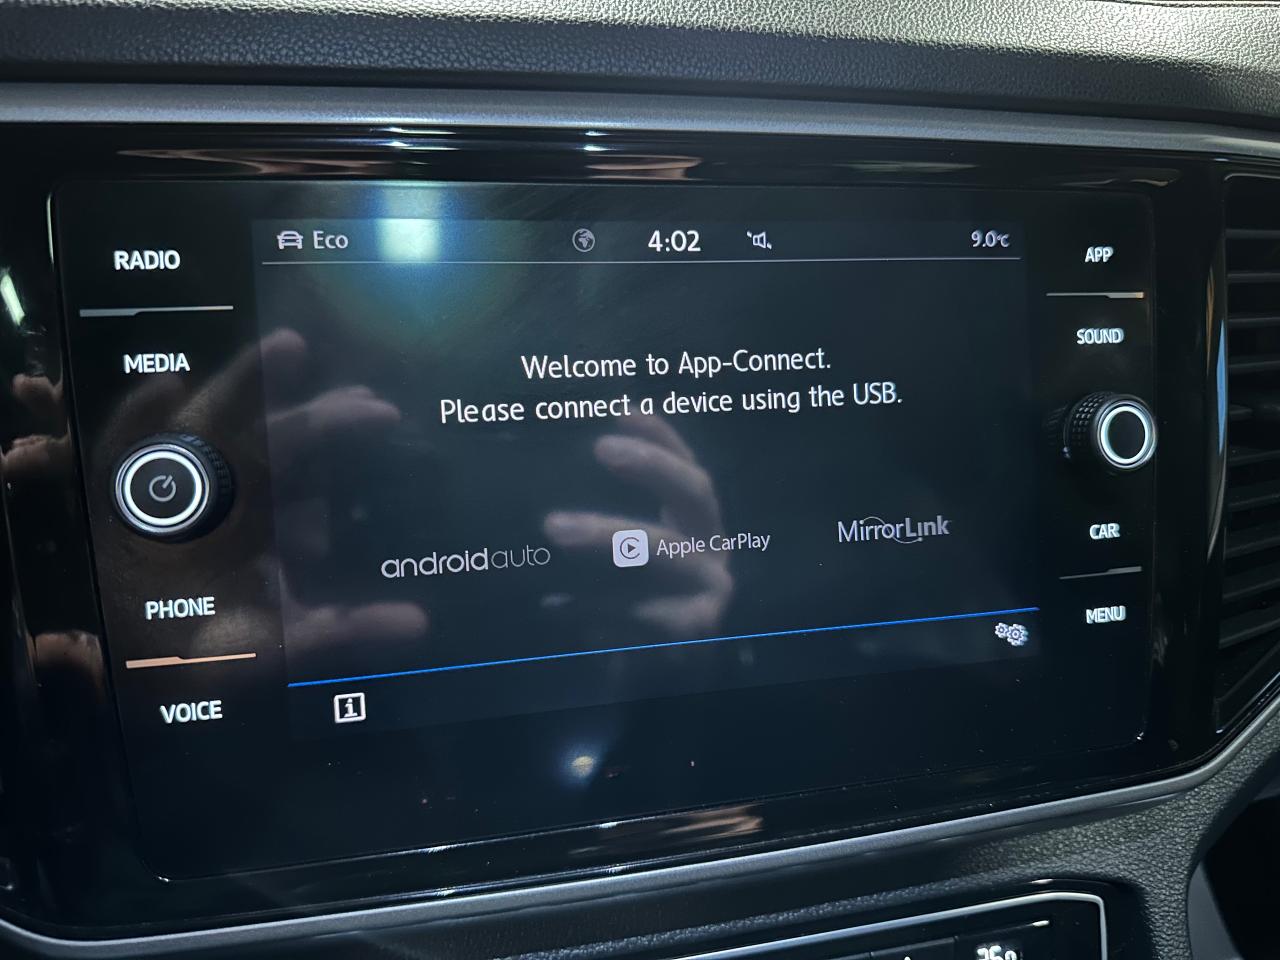 RADIO
MEDIA
PHONE
VOICE
Eco
4:02
9.0°C
Welcome to App-Connect.
Please connect a device using the USB.
androidauto
Apple CarPlay
MirrorLink
i
APP
SOUND
CAR
MENU